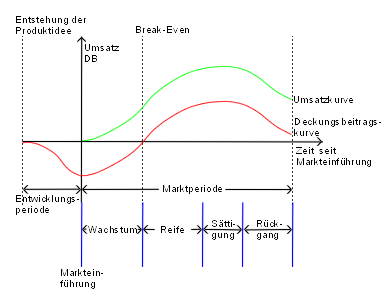 Entstehung der
Produktidee
Break-Even
Umsatz
DB
Umsatzkurve
Deckungsbeitrags-
kurve
Zeit seit
Markteinführung
Marktperiode
Entwicklungs-
periode
Wachstum
Reife
Sätti-
gung
Rück-
gang
Marktein-
führung